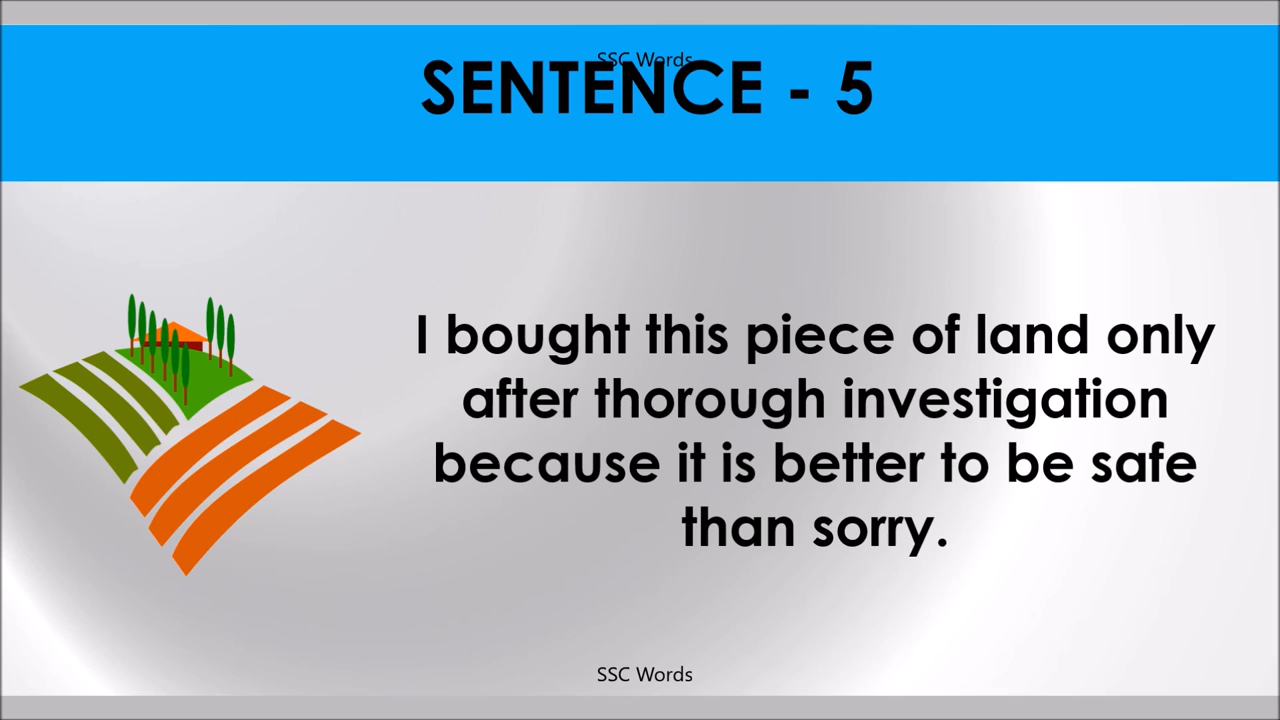 SSC Words
SENTENCE - 5
I bought this piece of land only
after thorough investigation
because it is better to be safe
than sorry.
SSC Words